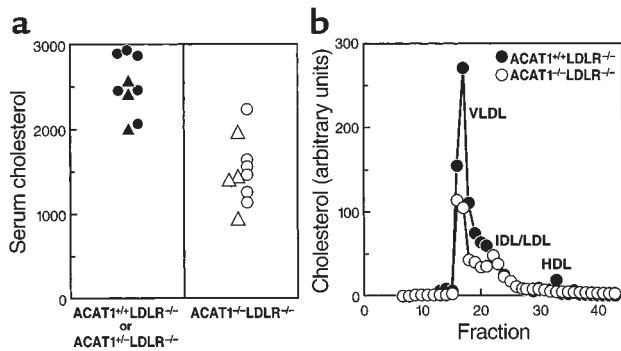 a
3000
2000
1000
0
Serum cholesterol
ACAT1+/+LDLR−/−
or
ACAT1+/−LDLR−/−
ACAT1−/−LDLR−/−
b
300
200
100
0
Cholesterol (arbitrary units)
ACAT1+/+LDLR−/−
ACAT1−/−LDLR−/−
VLDL
IDL/LDL
HDL
0
10
20
30
40
Fraction